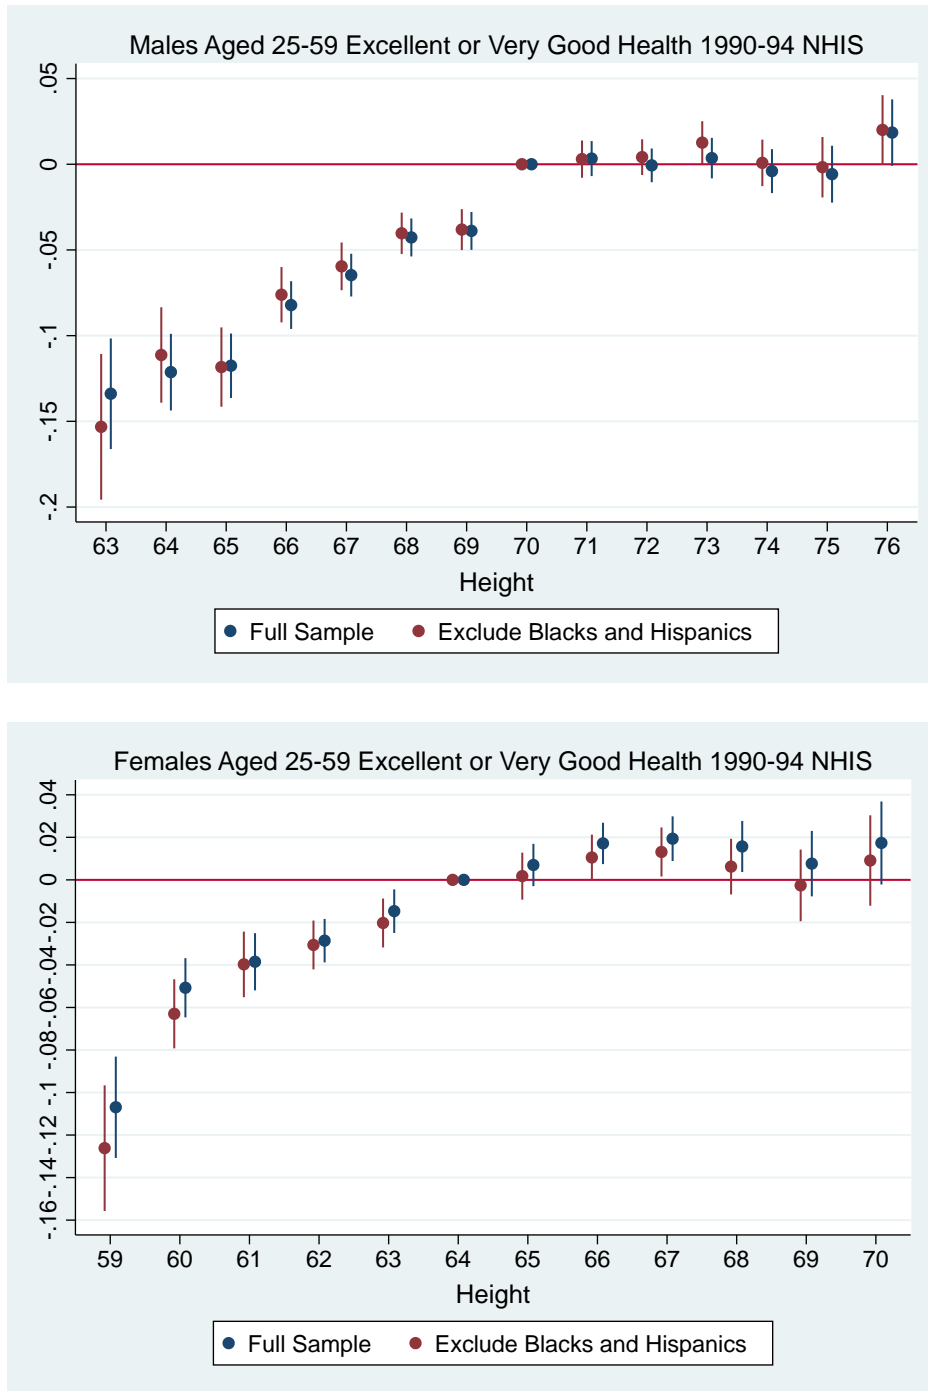 Males Aged 25-59 Excellent or Very Good Health 1990-94 NHIS
.05
0
-.05
-.1
-.15
-.2
63 64 65 66 67 68 69 70 71 72 73 74 75 76
Height
Full Sample Exclude Blacks and Hispanics
Females Aged 25-59 Excellent or Very Good Health 1990-94 NHIS
.04
.02
0
-.02
-.04
-.06
-.08
-.1
-.12
-.14
-.16
59 60 61 62 63 64 65 66 67 68 69 70
Height
Full Sample Exclude Blacks and Hispanics